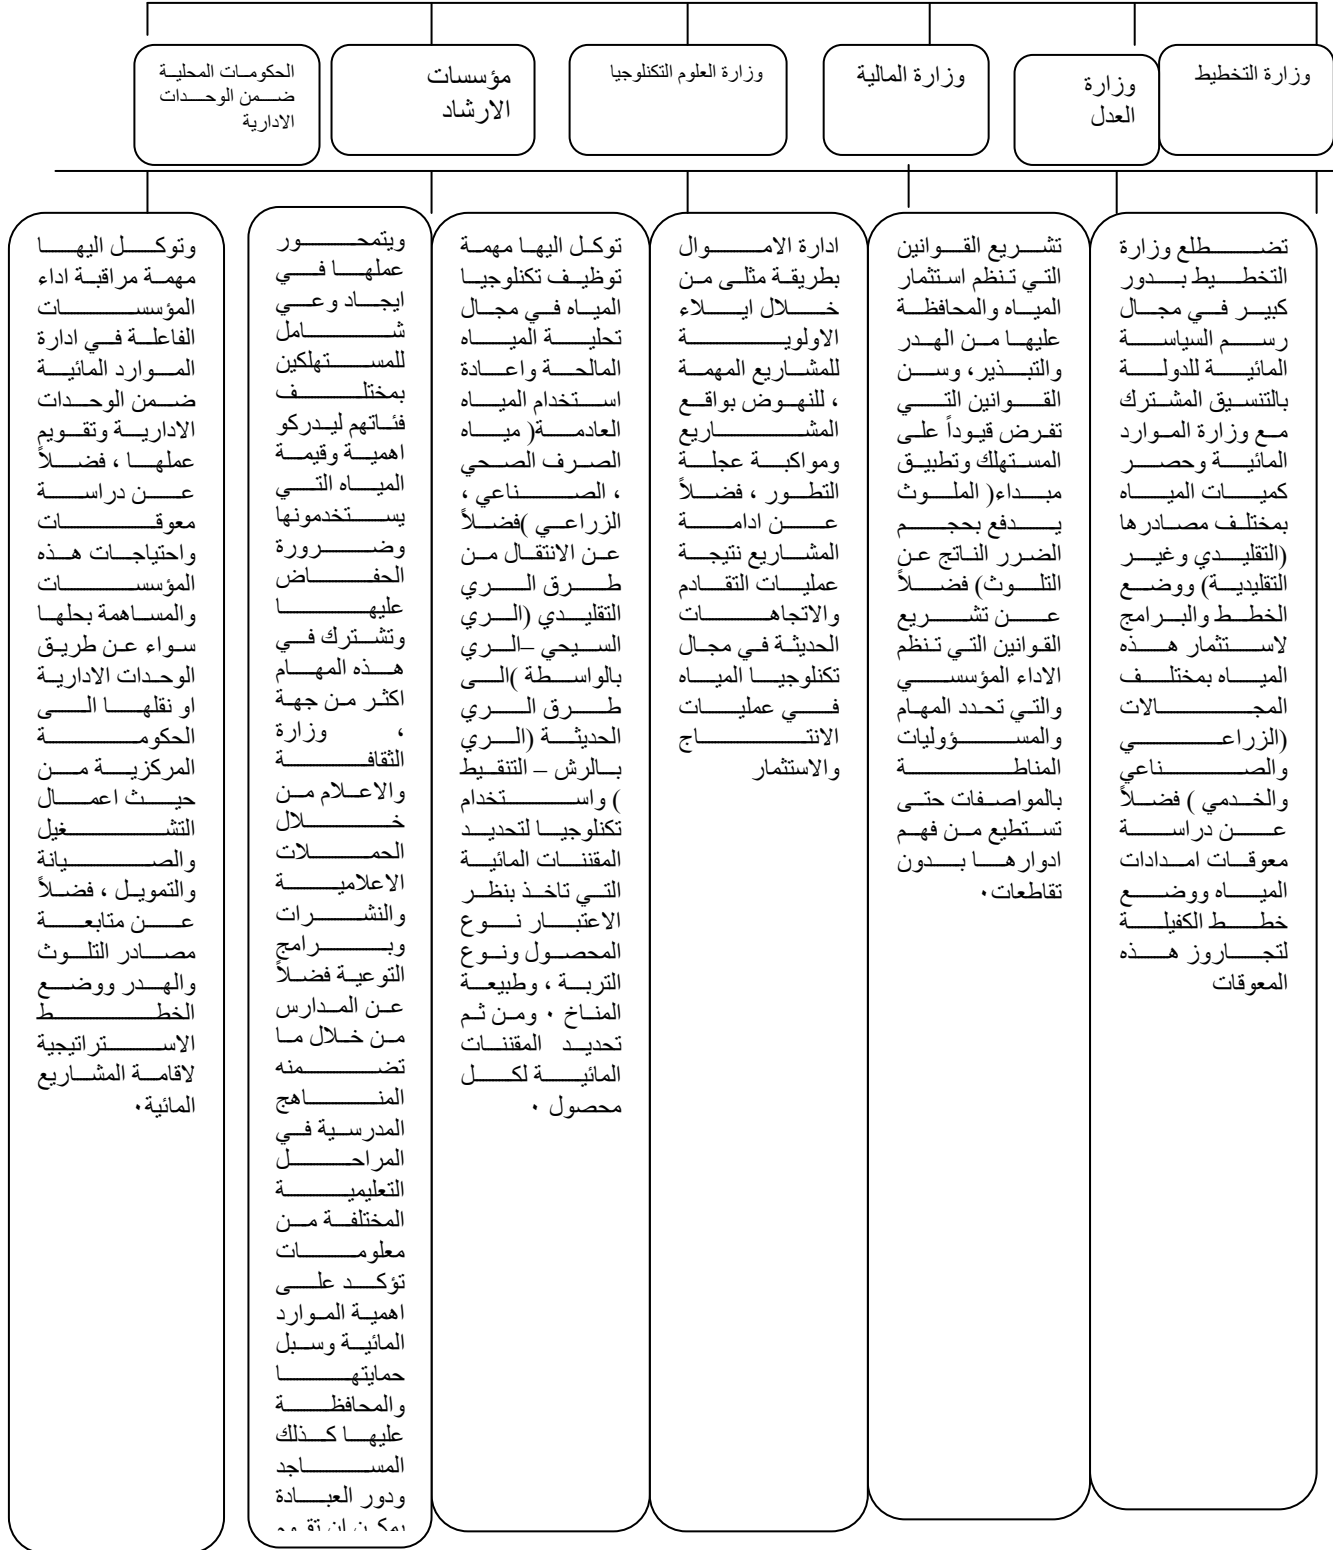 وزارة التخطيط
وزارة
العدل
وزارة المالية
وزارة العلوم التكنلوجيا
مؤسسات
الارشاد
الحكومات المحلية
ضمن الوحدات
الادارية
تضطلع وزارة
التخطيط بدور
كبير في مجال
رسم السياسة
المائية للدولة
بالتنسيق المشترك
مع وزارة الموارد
المائية وحصر
كميات المياه
بمختلف مصادرها
(التقليدي وغير
التقليدية) ووضع
الخطط والبرامج
لاستثمار هذه
المياه بمختلف
المجالات
(الزراعي
والصناعي
والخدمي ) فضلاً
عن دراسة
معوقات امدادات
المياه ووضع
خطط الكفيلة
لتجاروز هذه
المعوقات
تشريع القوانين
التي تنظم استثمار
المياه والمحافظة
عليها من الهدر
والتبذير، وسن
القوانين التي
تفرض قيوداً على
المستهلك وتطبيق
مبداء( الملوث
يدفع بحجم
الضرر الناتج عن
التلوث) فضلاً
عن تشريع
القوانين التي تنظم
الاداء المؤسسي
والتي تحدد المهام
والمسؤوليات
المناطة
بالمواصفات حتى
تستطيع من فهم
ادوارها بدون
تقاطعات٠
ادارة الاموال
بطريقة مثلى من
خلال ايلاء
الاولوية
للمشاريع المهمة
، للنهوض بواقع
المشاريع
ومواكبة عجلة
التطور ، فضلاً
عن ادامة
المشاريع نتيجة
عمليات التقادم
والاتجاهات
الحديثة في مجال
تكنلوجيا المياه
في عمليات
الانتاج
والاستثمار
توكل اليها مهمة
توظيف تكنلوجيا
المياه في مجال
تحلية المياه
المالحة واعادة
استخدام المياه
العادمة( مياه
الصرف الصحي
، الصناعي ،
الزراعي )فضلاً
عن الانتقال من
طرق الري
التقليدي (الري
السيحي –الري
بالواسطة )الى
طرق الري
الحديثة (الري
بالرش – التنقيط
) واستخدام
تكنلوجيا لتحديد
المقننات المائية
التي تاخذ بنظر
الاعتبار نوع
المحصول ونوع
التربة ، وطبيعة
المناخ ٠ ومن ثم
تحديد المقننات
المائية لكل
محصول ٠
ويتمحور
عملها في
ايجاد وعي
شامل
للمستهلكين
بمختلف
فئاتهم ليدركو
اهمية وقيمة
المياه التي
يستخدمونها
وضرورة
الحفاض
عليها
وتشترك في
هذه المهام
اكثر من جهة
، وزارة
الثقافة
والاعلام من
خلال
الحملات
الاعلامية
والنشرات
وبرامج
التوعية فضلاً
عن المدارس
من خلال ما
تضمنه
المناهج
المدرسية في
المراحل
التعليمية
المختلفة من
معلومات
تؤكد على
اهمية الموارد
المائية وسبل
حمايتها
والمحافظة
عليها كذلك
المساجد
ودور العبادة
يمكن ان تقوم
وتوكل اليها
مهمة مراقبة اداء
المؤسسات
الفاعلة في ادارة
الموارد المائية
ضمن الوحدات
الادارية وتقويم
عملها ، فضلاً
عن دراسة
معوقات
واحتياجات هذه
المؤسسات
والمساهمة بحلها
سواء عن طريق
الوحدات الادارية
او نقلها الى
الحكومة
المركزية من
حيث اعمال
التشغيل
والصيانة
والتمويل ، فضلاً
عن متابعة
مصادر التلوث
والهدر ووضع
الخطط
الاستراتيجية
لاقامة المشاريع
المائية٠